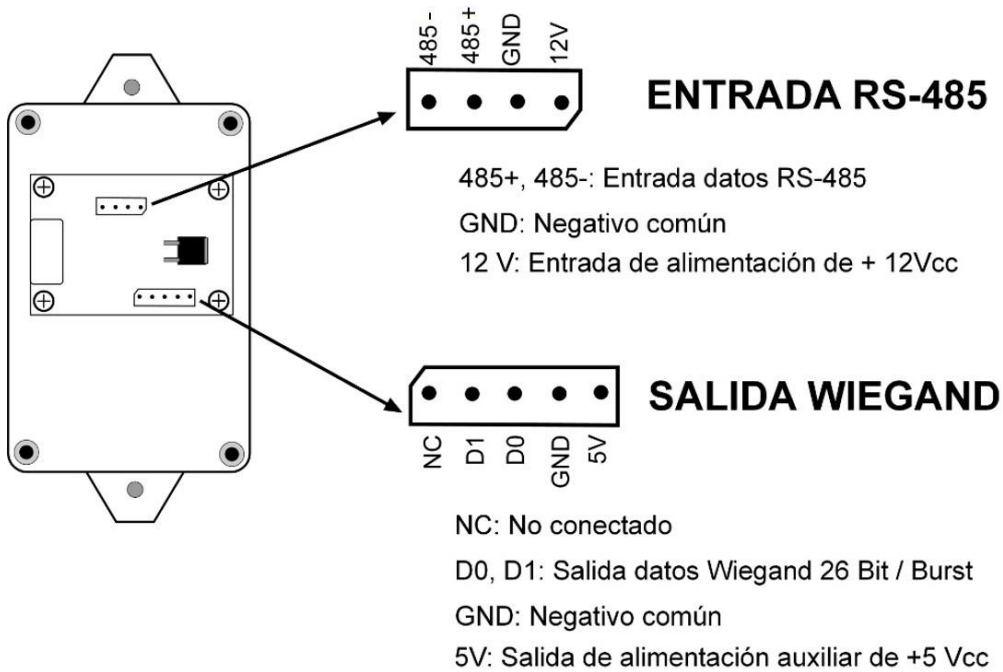 485-
485+
GND
12V
ENTRADA RS-485
485+, 485-: Entrada datos RS-485
GND: Negativo común
12 V: Entrada de alimentación de + 12Vcc
SALIDA WIEGAND
NC
D1
D0
GND
5V
NC: No conectado
D0, D1: Salida datos Wiegand 26 Bit / Burst
GND: Negativo común
5V: Salida de alimentación auxiliar de +5 Vcc